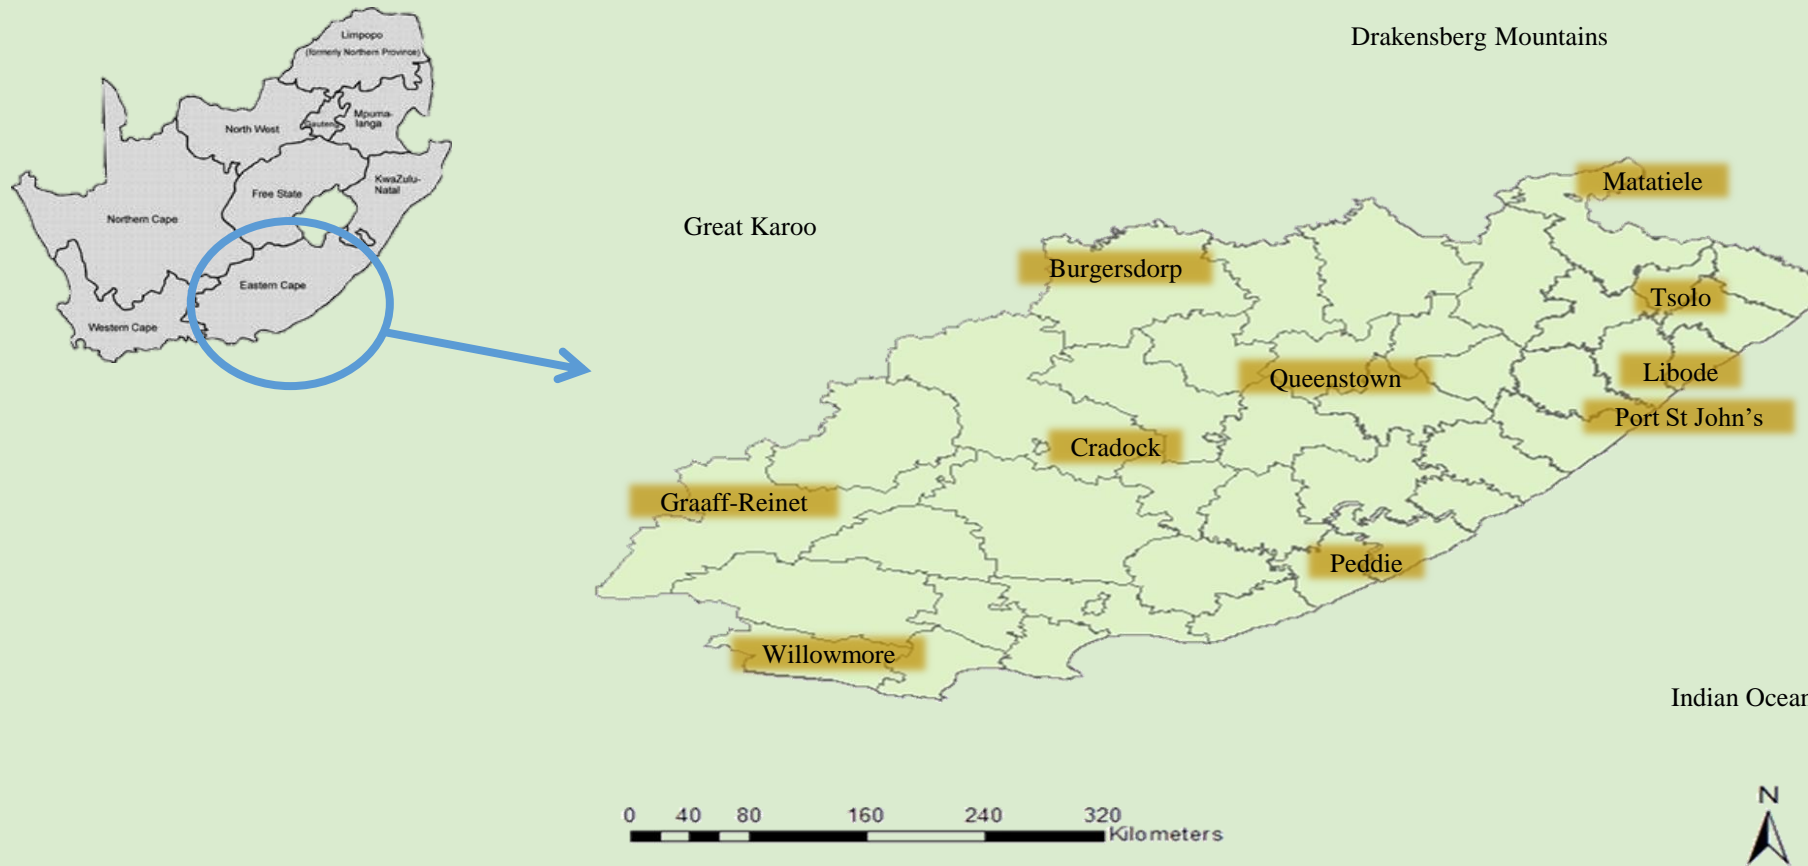 Limpopo
(formerly Northern Province)
Mpuma-
langa
Gauteng
North West
KwaZulu-
Natal
Free State
Northern Cape
Eastern Cape
Western Cape
Drakensberg Mountains
Great Karoo
Matatiele
Burgersdorp
Tsolo
Queenstown
Libode
Port St John’s
Cradock
Graaff-Reinet
Peddie
Willowmore
Indian Ocean
N
0 40 80 160 240 320
Kilometers